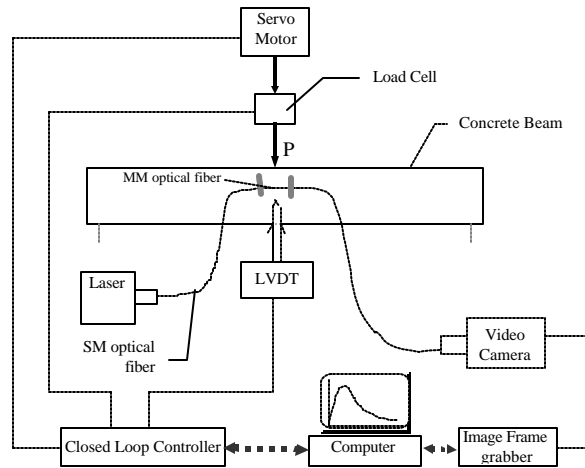 Servo
Motor
Load Cell
Concrete Beam
P
MM optical fiber
Laser
LVDT
SM optical
fiber
Video
Camera
Closed Loop Controller
Computer
Image Frame
grabber